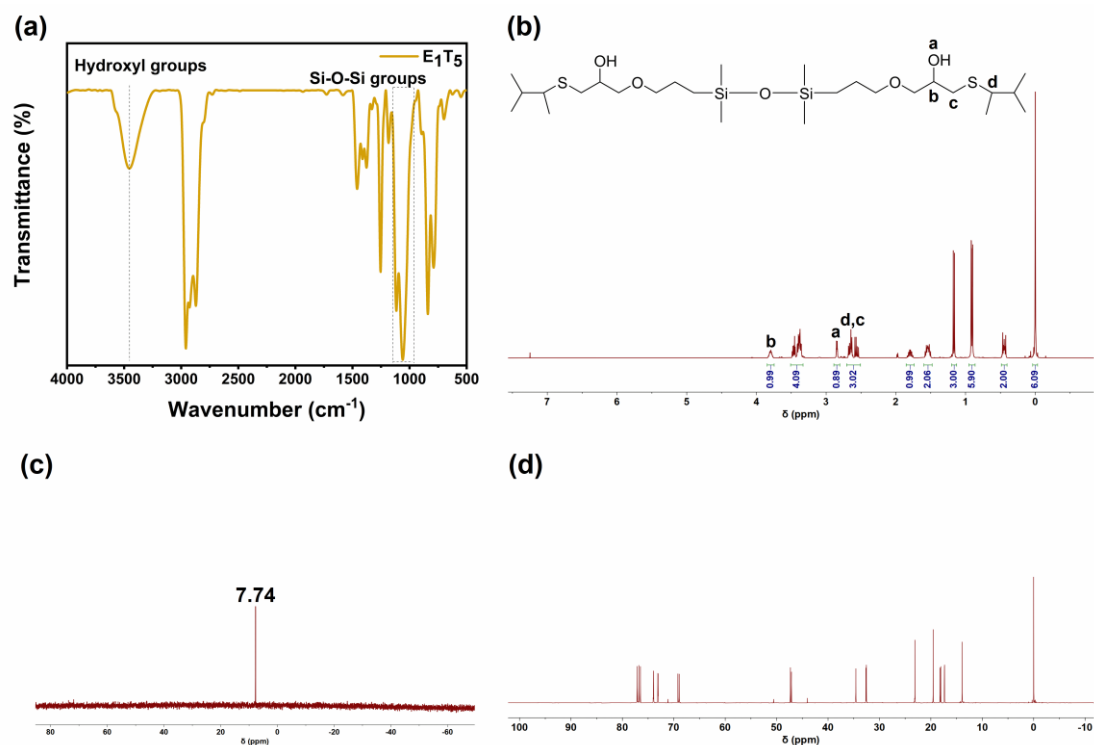 (a)
E₁T₅
Hydroxyl groups
Si-O-Si groups
Transmittance (%)
4000 3500 3000 2500 2000 1500 1000 500
Wavenumber (cm⁻¹)
(b)
OH
S
O
Si
O
Si
O
a
OH
b
c
S
d
b
a
d,c
0.99
4.09
0.89
3.02
0.99
2.06
3.00
5.90
2.00
6.09
7 6 5 4 3 2 1 0
δ (ppm)
(c)
7.74
80 60 40 20 0 -20 -40 -60
δ (ppm)
(d)
100 90 80 70 60 50 40 30 20 10 0 -10
δ (ppm)